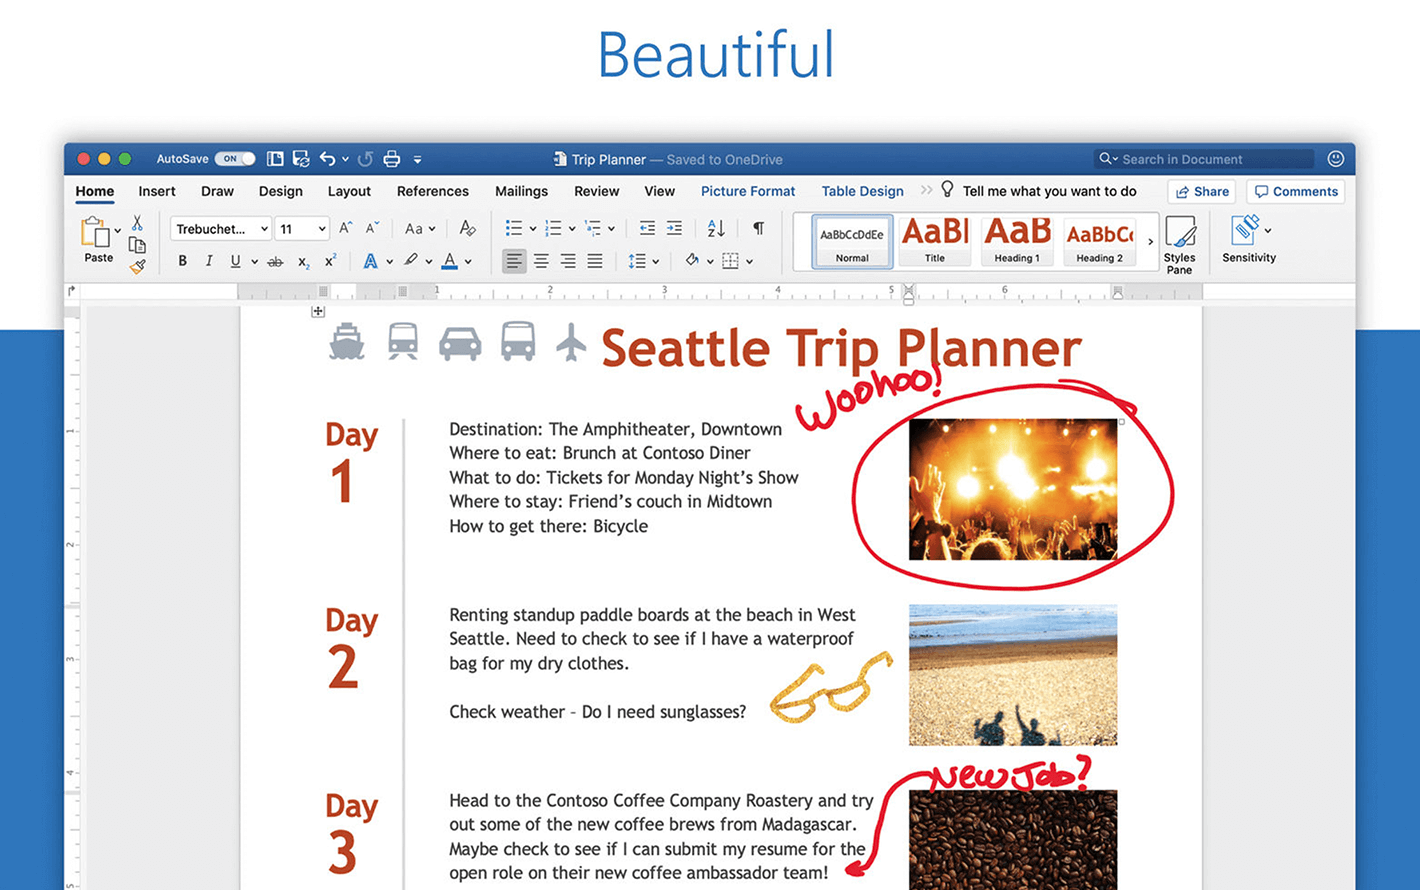 Beautiful
AutoSave ON
Trip Planner — Saved to OneDrive
Search in Document
Home Insert Draw Design Layout References Mailings Review View Picture Format Table Design Tell me what you want to do Share Comments
Paste
Trebuchet... 11 A A Aa A
AaBbCcDdEe AaBl AaB AaBbCc
Normal Title Heading 1 Heading 2
Styles
Pane
Sensitivity
B I U ab x2 x2 A A
A
Z
¶
1 2 3 4 5 6
Seattle Trip Planner
Woohoo!
Day
1
Destination: The Amphitheater, Downtown
Where to eat: Brunch at Contoso Diner
What to do: Tickets for Monday Night’s Show
Where to stay: Friend’s couch in Midtown
How to get there: Bicycle
Day
2
Renting standup paddle boards at the beach in West
Seattle. Need to check to see if I have a waterproof
bag for my dry clothes.
Check weather – Do I need sunglasses?
New Job?
Day
3
Head to the Contoso Coffee Company Roastery and try
out some of the new coffee brews from Madagascar.
Maybe check to see if I can submit my resume for the
open role on their new coffee ambassador team!
1
2
3
4
5